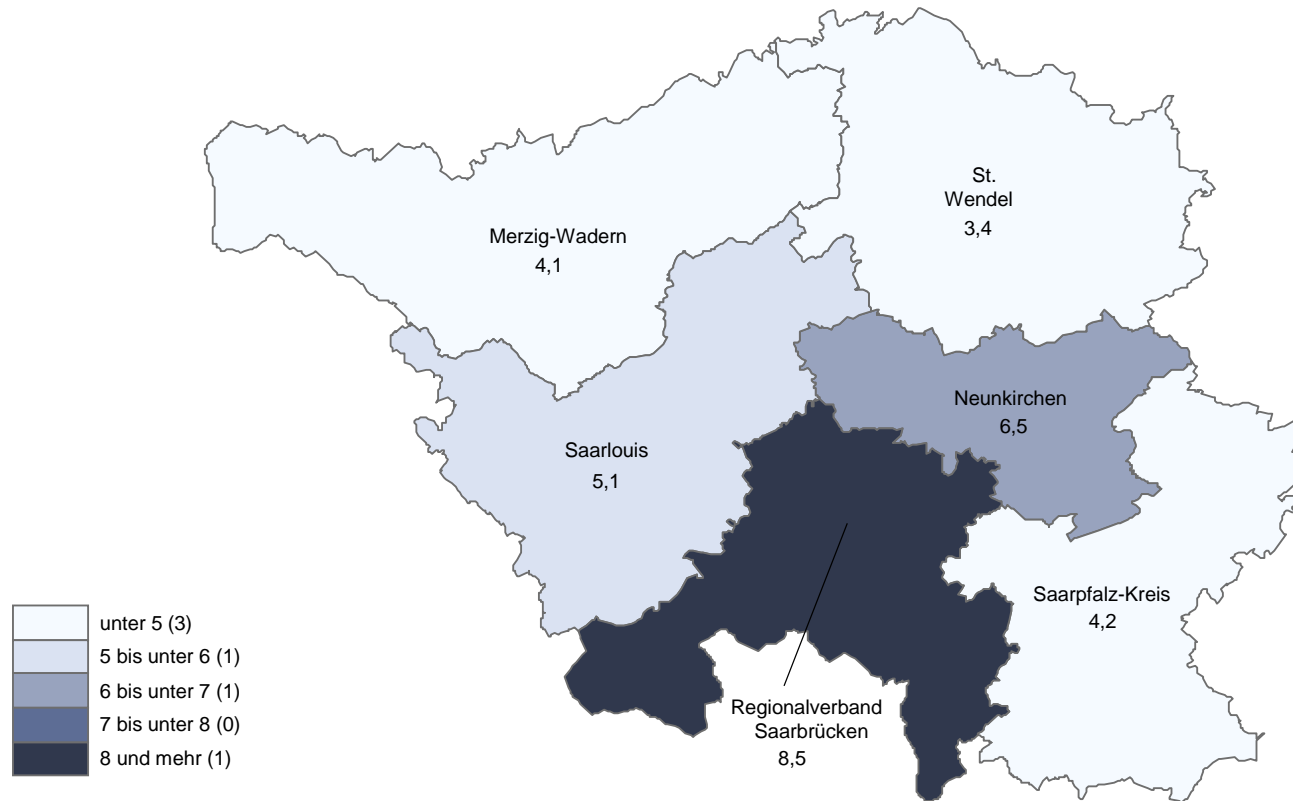 St.
Wendel
3,4
Merzig-Wadern
4,1
Neunkirchen
6,5
Saarlouis
5,1
Saarpfalz-Kreis
4,2
Regionalverband
Saarbrücken
8,5
unter 5 (3)
5 bis unter 6 (1)
6 bis unter 7 (1)
7 bis unter 8 (0)
8 und mehr (1)